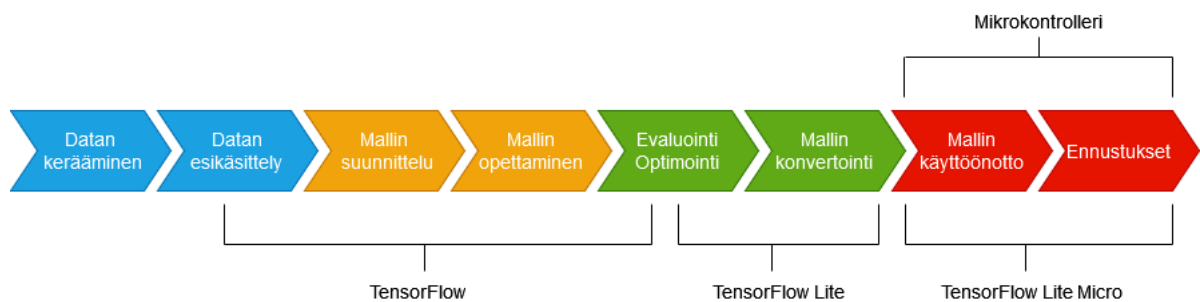 Mikrokontrolleri
Datan
kerääminen
Datan
esikäsittely
Mallin
suunnittelu
Mallin
opettaminen
Evaluointi
Optimointi
Mallin
konvertointi
Mallin
käyttöönotto
Ennustukset
TensorFlow
TensorFlow Lite
TensorFlow Lite Micro